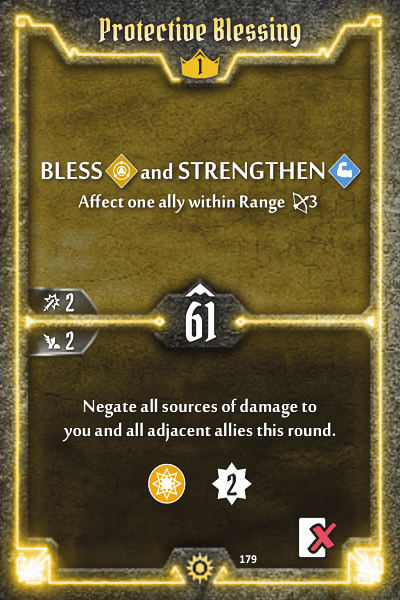 Protective Blessing
1
BLESS and STRENGTHEN
Affect one ally within Range 3
2
61
2
Negate all sources of damage to
you and all adjacent allies this round.
2
179